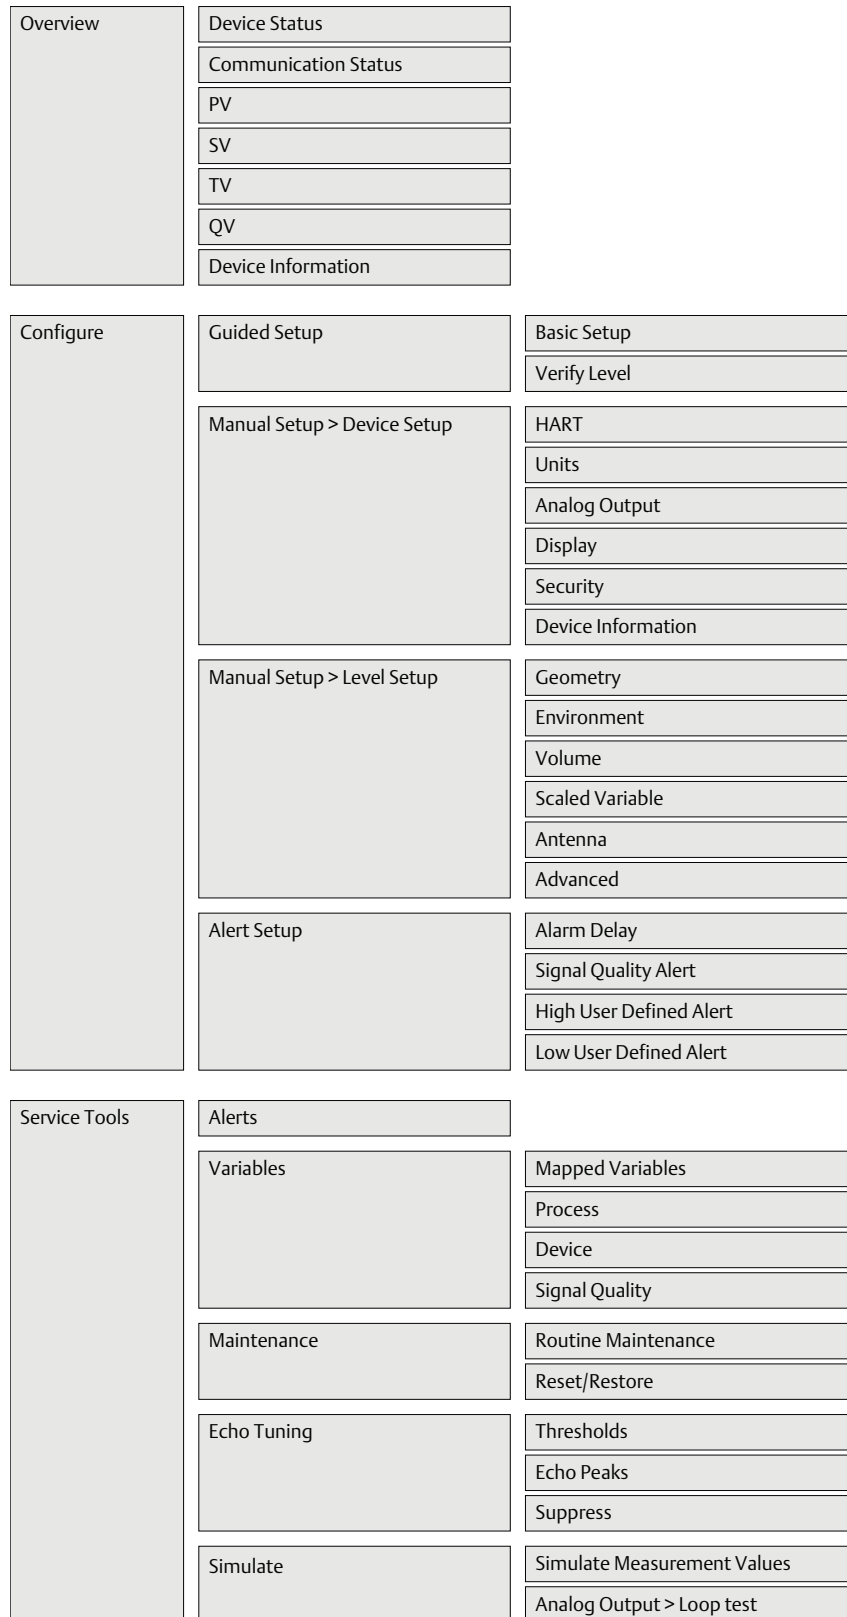 Overview
Device Status
Communication Status
PV
SV
TV
QV
Device Information
Configure
Guided Setup
Basic Setup
Verify Level
Manual Setup > Device Setup
HART
Units
Analog Output
Display
Security
Device Information
Manual Setup > Level Setup
Geometry
Environment
Volume
Scaled Variable
Antenna
Advanced
Alert Setup
Alarm Delay
Signal Quality Alert
High User Defined Alert
Low User Defined Alert
Service Tools
Alerts
Variables
Mapped Variables
Process
Device
Signal Quality
Maintenance
Routine Maintenance
Reset/Restore
Echo Tuning
Thresholds
Echo Peaks
Suppress
Simulate
Simulate Measurement Values
Analog Output > Loop test